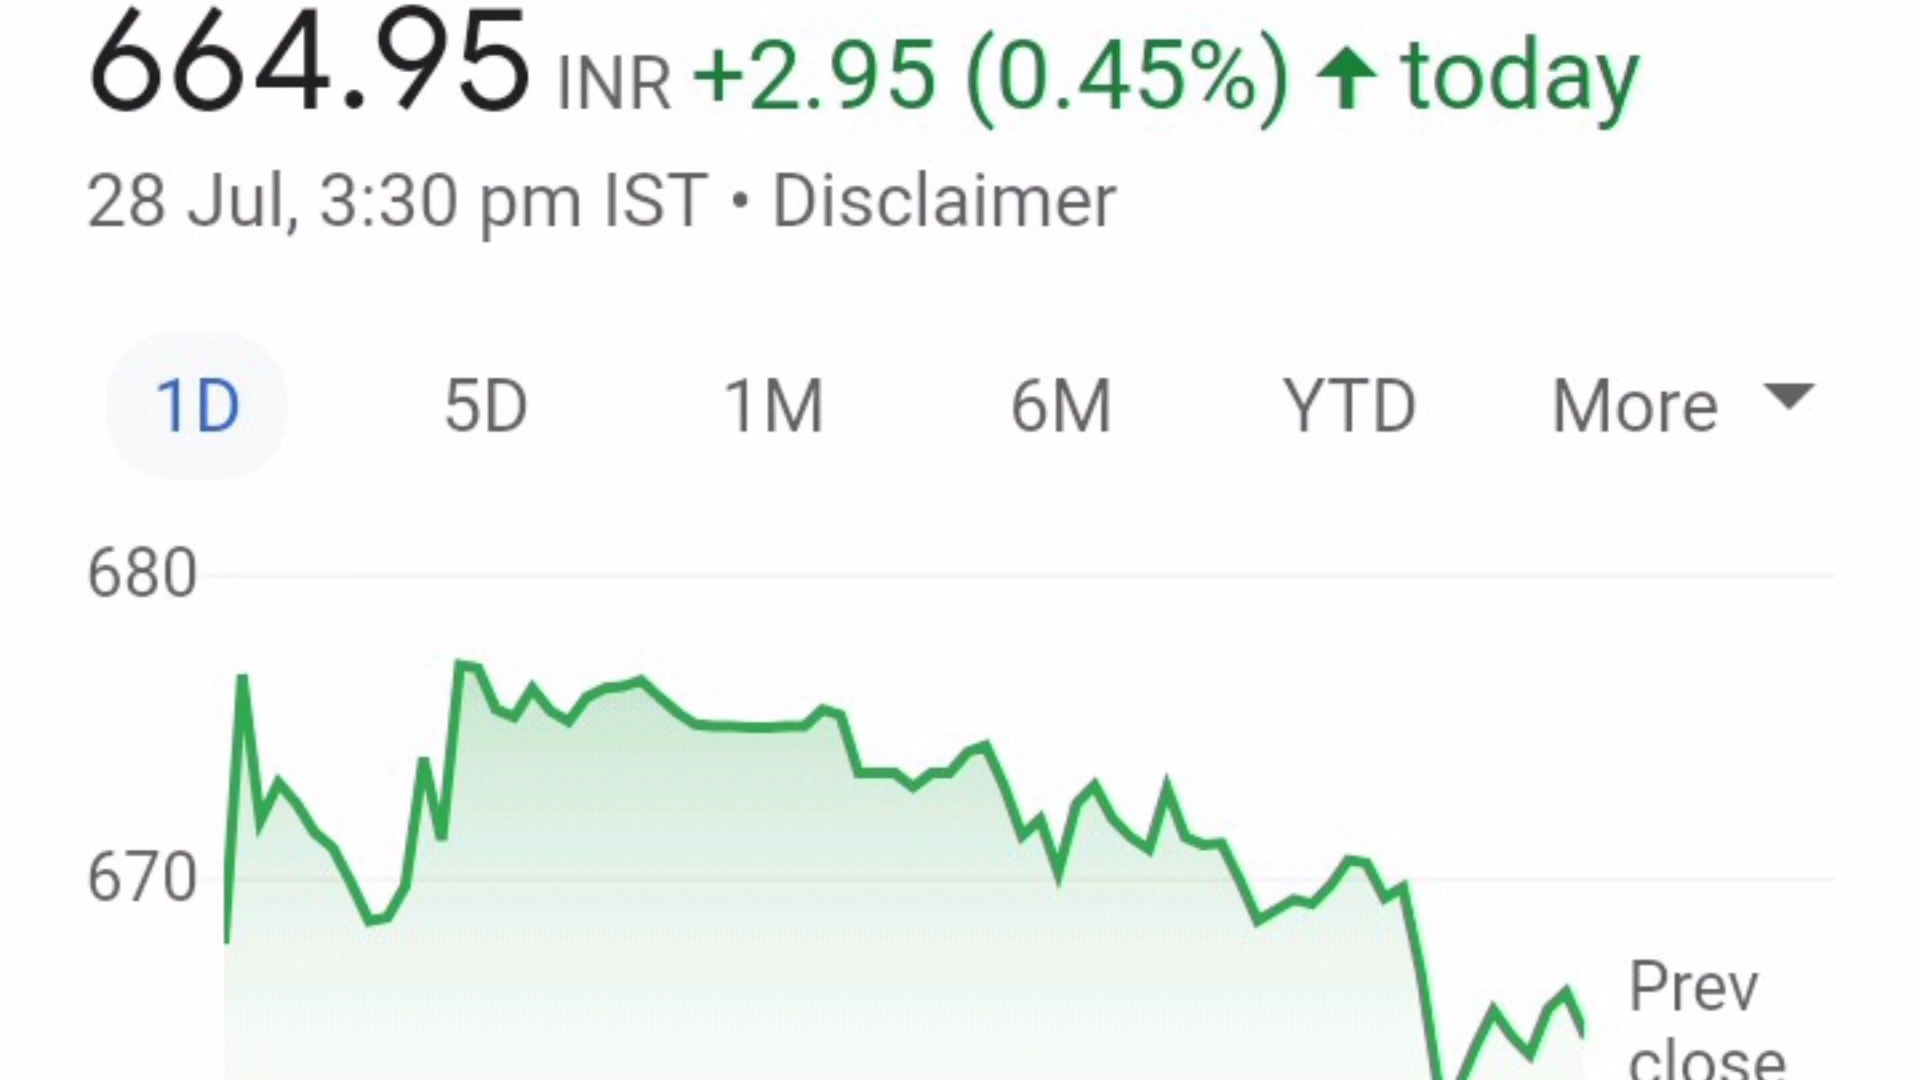 664.95 INR +2.95 (0.45%) ↑ today
28 Jul, 3:30 pm IST • Disclaimer
1D 5D 1M 6M YTD More
680
670
Prev
close